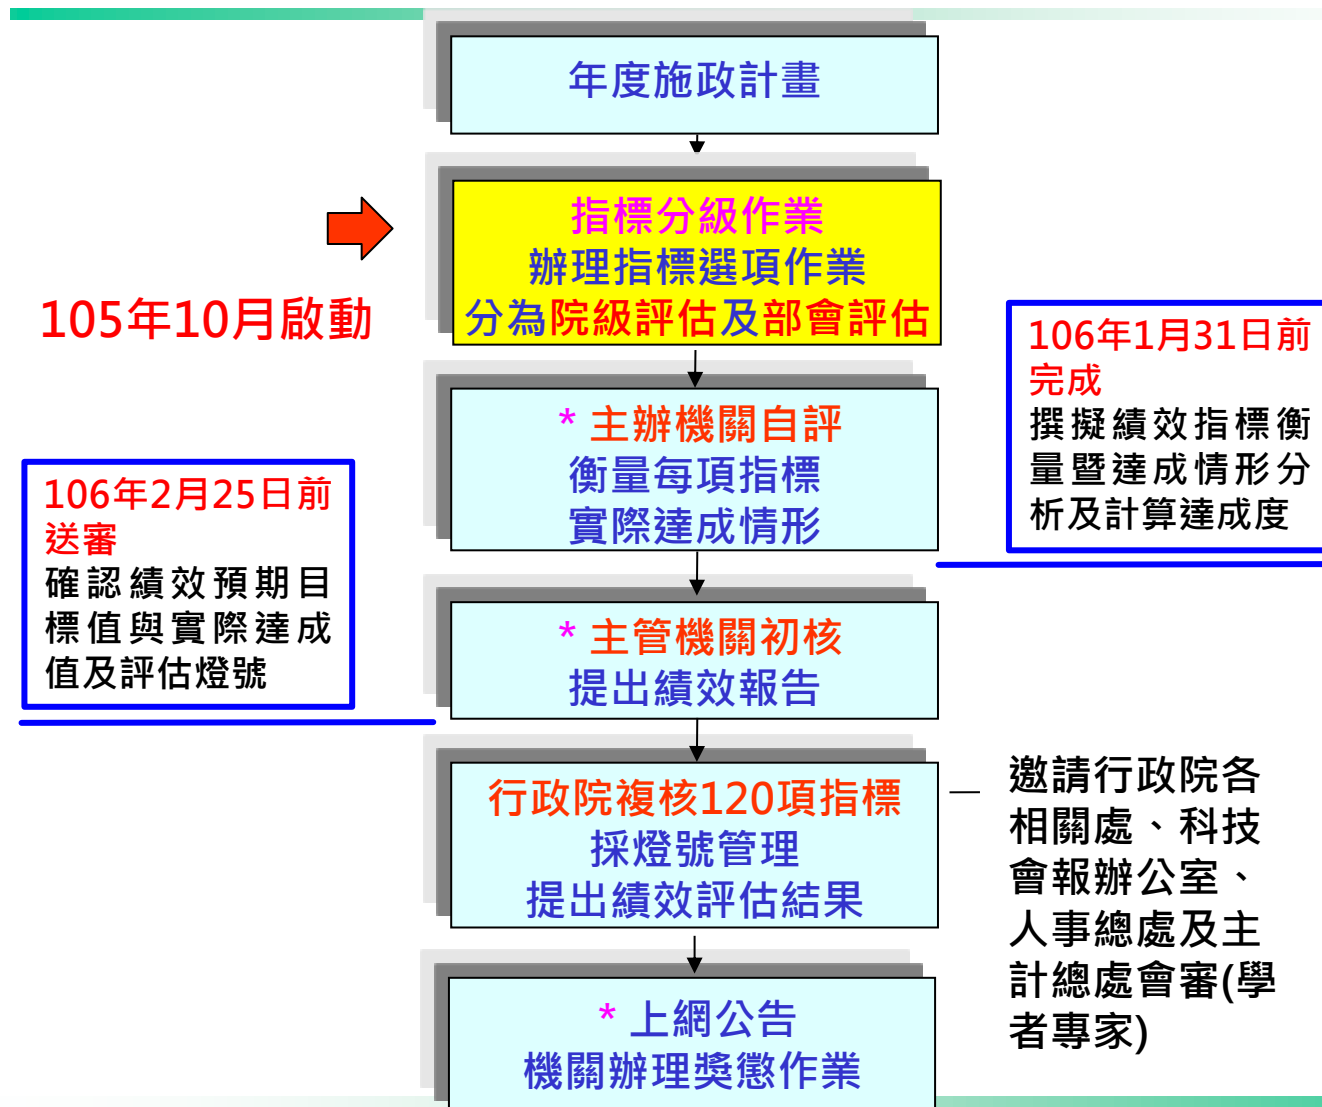 年度施政計畫
指標分級作業
辦理指標選項作業
分為院級評估及部會評估
105年10月啟動
106年1月31日前
完成
撰擬績效指標衡
量暨達成情形分
析及計算達成度
* 主辦機關自評
衡量每項指標
實際達成情形
106年2月25日前
送審
確認績效預期目
標值與實際達成
值及評估燈號
* 主管機關初核
提出績效報告
行政院複核120項指標
採燈號管理
提出績效評估結果
邀請行政院各
相關處、科技
會報辦公室、
人事總處及主
計總處會審(學
者專家)
* 上網公告
機關辦理獎懲作業